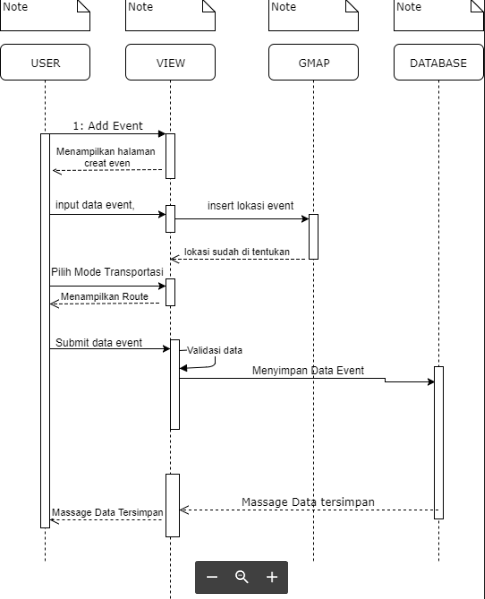 Note
Note
Note
Note
USER
VIEW
GMAP
DATABASE
1: Add Event
Menampilkan halaman
creat even
input data event,
insert lokasi event
lokasi sudah di tentukan
Pilih Mode Transportasi
Menampilkan Route
Submit data event
Validasi data
Menyimpan Data Event
Massage Data tersimpan
Massage Data Tersimpan